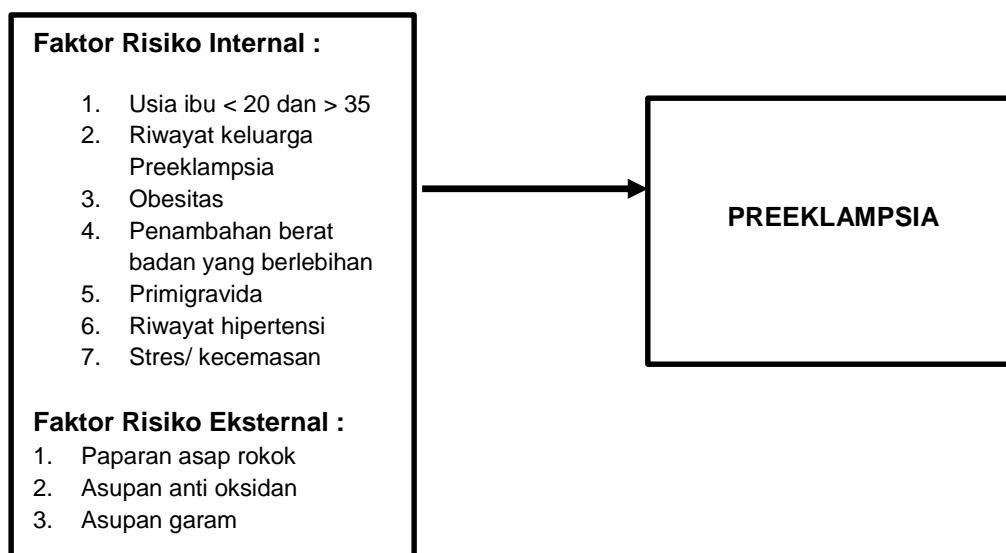 Faktor Risiko Internal :
1. Usia ibu < 20 dan > 35
2. Riwayat keluarga
Preeklampsia
3. Obesitas
4. Penambahan berat
badan yang berlebihan
5. Primigravida
6. Riwayat hipertensi
7. Stres/ kecemasan
Faktor Risiko Eksternal :
1. Paparan asap rokok
2. Asupan anti oksidan
3. Asupan garam
PREEKLAMPSIA